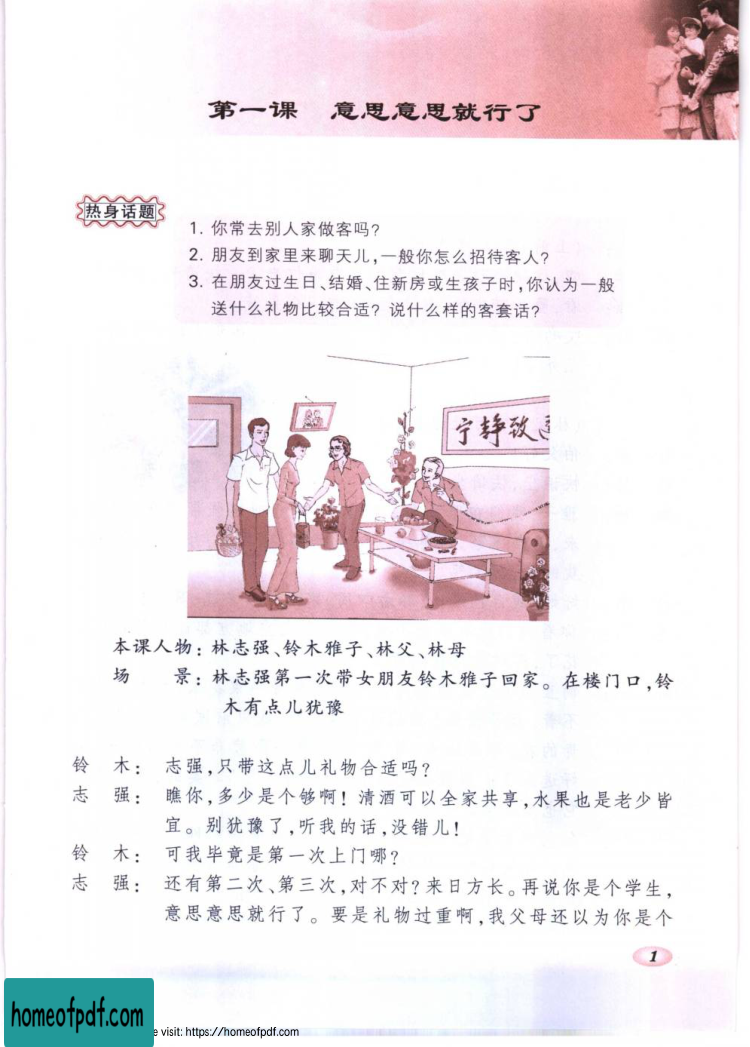 第一课 意思意思就行了
热身话题
1. 你常去别人家做客吗?
2. 朋友到家里来聊天儿,一般你怎么招待客人?
3. 在朋友过生日、结婚、住新房或生孩子时,你认为一般
送什么礼物比较合适? 说什么样的客套话?
宁静致
本课人物:林志强、铃木雅子、林父、林母
场 景:林志强第一次带女朋友铃木雅子回家。在楼门口,铃
木有点儿犹豫
铃 木: 志强,只带这点儿礼物合适吗?
志 强: 瞧你,多少是个够啊! 清酒可以全家共享,水果也是老少皆
宜。别犹豫了,听我的话,没错儿!
铃 木: 可我毕竟是第一次上门哪?
志 强: 还有第二次、第三次,对不对?来日方长。再说你是个学生,
意思意思就行了。要是礼物过重啊,我父母还以为你是个
1
homeofpdf.com
e visit: https://homeofpdf.com